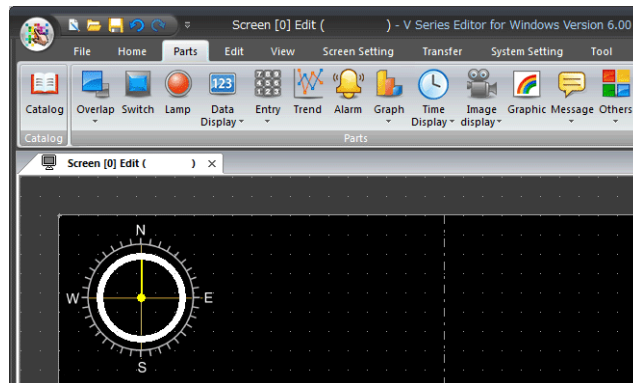 Screen [0] Edit ( ) - V Series Editor for Windows Version 6.00
File Home Parts Edit View Screen Setting Transfer System Setting Tool
Catalog Overlap Switch Lamp Data Display Entry Trend Alarm Graph Time Display Image display Graphic Message Others
123
Catalog Parts
Screen [0] Edit ( ) ×
N
W E
S